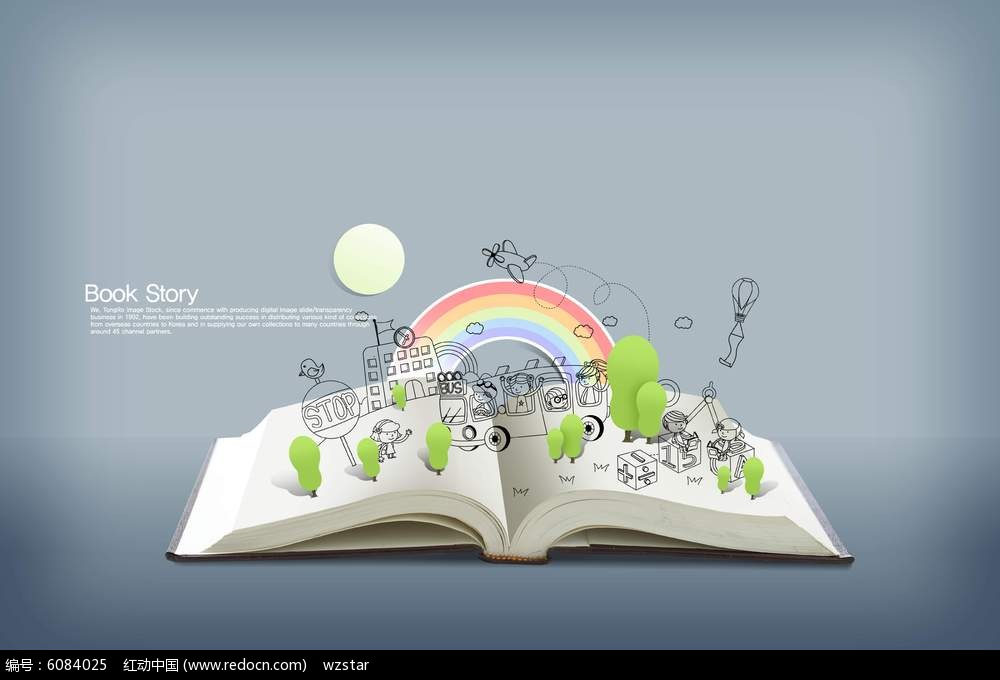 Book Story
We, TongRo Image Stock, since commence with producing digital image slide/transparency
business in 1992, have been building outstanding success in distributing various kind of contents
from overseas countries to Korea and in supplying our own collections to many countries through
around 45 channel partners.
BUS
STOP
15
编号：6084025 红动中国 (www.redocn.com) wzstar